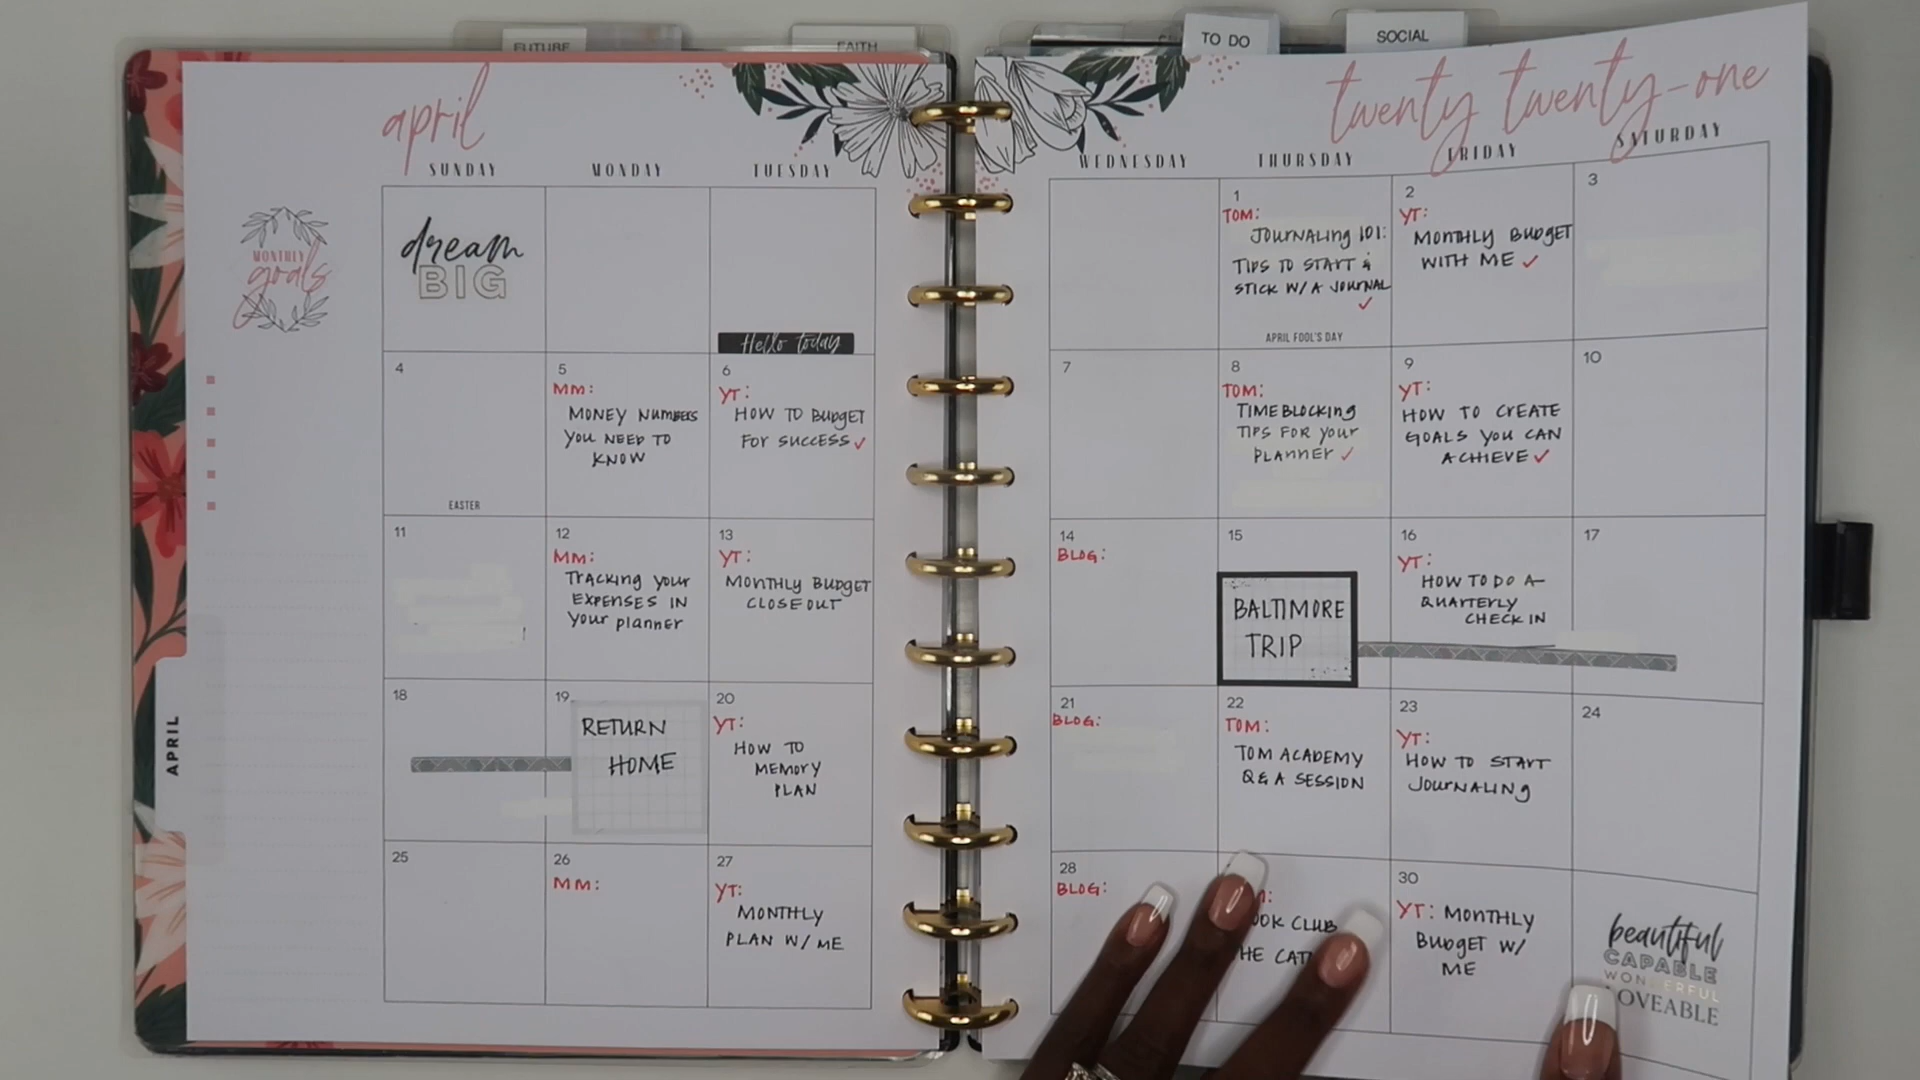 FUTURE
FAITH
TO DO
SOCIAL
april
twenty twenty-one
SUNDAY
MONDAY
TUESDAY
WEDNESDAY
THURSDAY
FRIDAY
SATURDAY
MONTHLY
goals
dream
BIG
Hello today
1
TOM:
JOURNALING 101:
TIPS TO START &
STICK W/ A JOURNAL
✓
APRIL FOOL'S DAY
2
YT:
MONTHLY BUDGET
WITH ME ✓
3
4
EASTER
5
MM:
MONEY NUMBERS
YOU NEED TO
KNOW
6
YT:
HOW TO BUDGET
FOR SUCCESS ✓
7
8
TOM:
TIMEBLOCKING
TIPS FOR YOUR
PLANNER ✓
9
YT:
HOW TO CREATE
GOALS YOU CAN
ACHIEVE ✓
10
11
12
MM:
TRACKING YOUR
EXPENSES IN
YOUR PLANNER
13
YT:
MONTHLY BUDGET
CLOSEOUT
14
BLOG:
15
BALTIMORE
TRIP
16
YT:
HOW TO DO A
QUARTERLY
CHECK IN
17
APRIL
18
19
RETURN
HOME
20
YT:
HOW TO
MEMORY
PLAN
21
BLOG:
22
TOM:
TOM ACADEMY
Q & A SESSION
23
YT:
HOW TO START
JOURNALING
24
25
26
MM:
27
YT:
MONTHLY
PLAN W/ ME
28
BLOG:
CLUB
30
YT: MONTHLY
BUDGET W/
ME
beautiful
CAPABLE
WONDERFUL
LOVEABLE